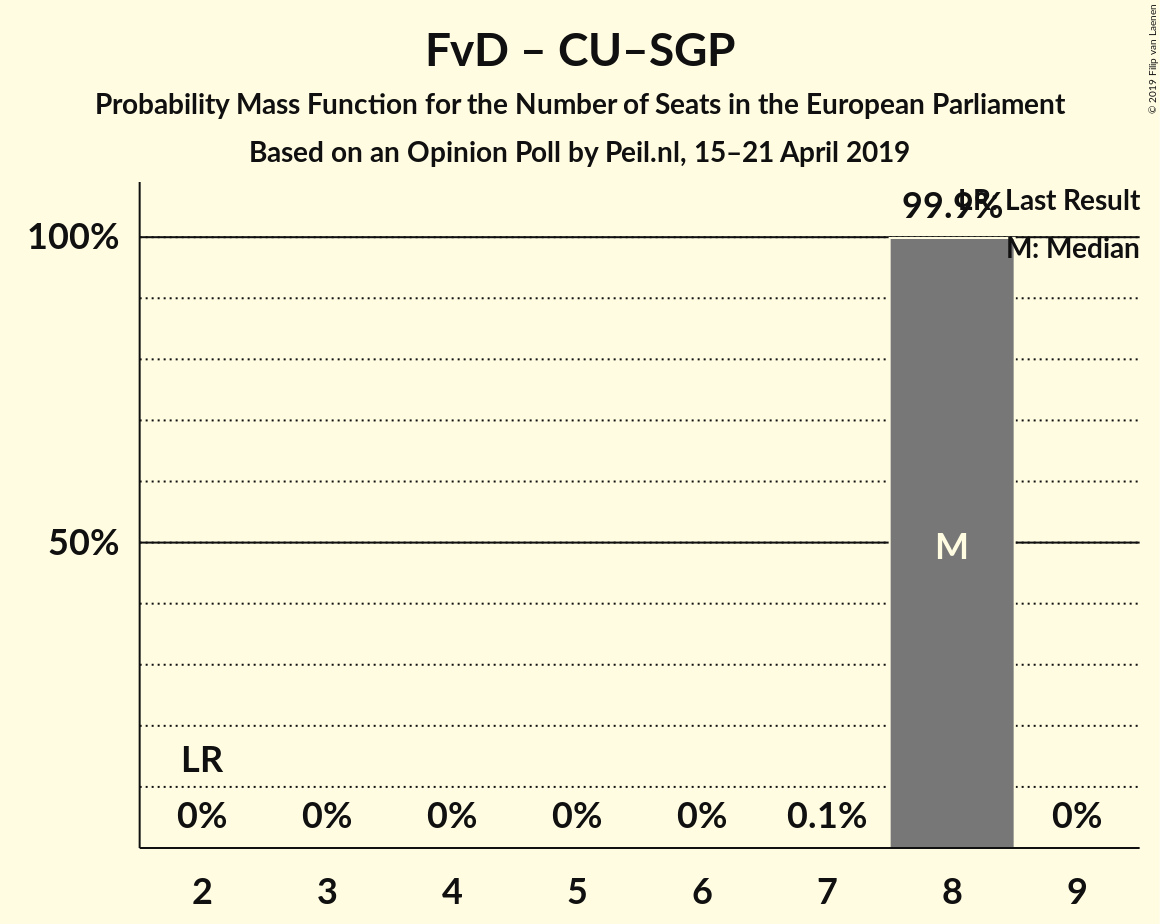 FvD – CU–SGP
Probability Mass Function for the Number of Seats in the European Parliament
Based on an Opinion Poll by Peil.nl, 15–21 April 2019
© 2019 Filip van Laenen
99.9%
LR: Last Result
100%
M: Median
50%
M
LR
0% 0% 0% 0% 0% 0.1% 0%
2 3 4 5 6 7 8 9